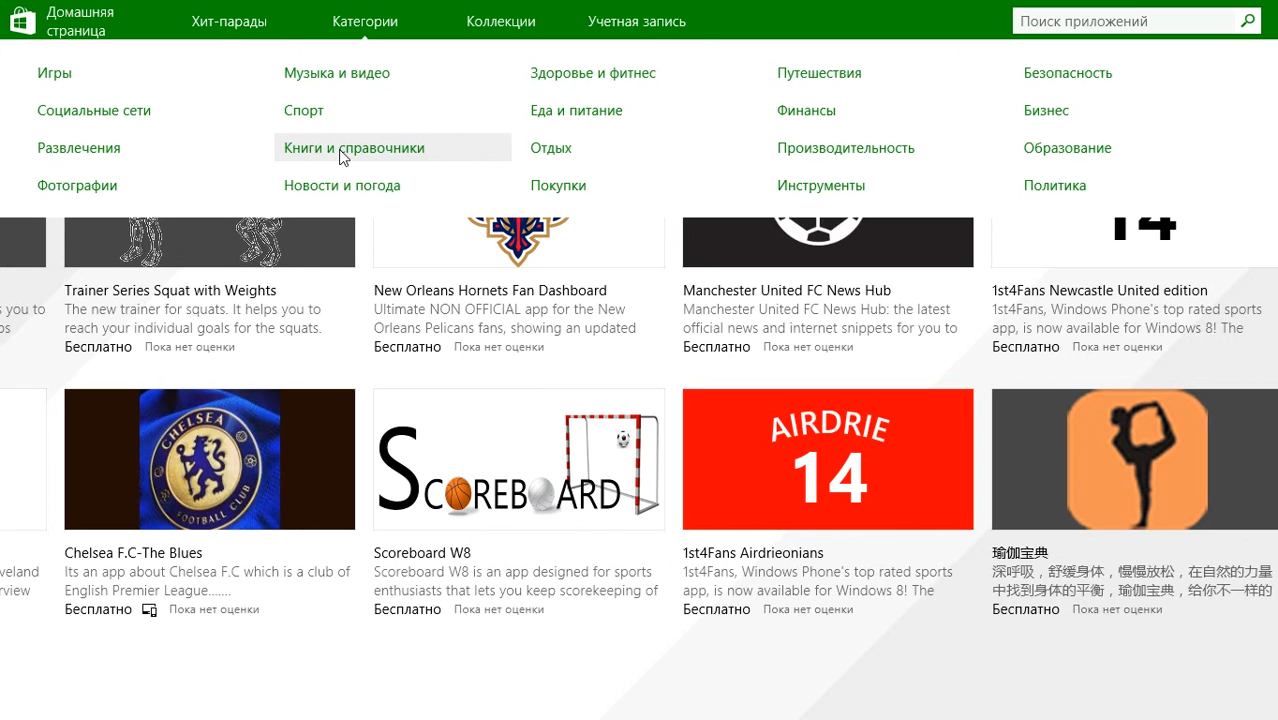 Домашняя
страница
Хит-парады
Категории
Коллекции
Учетная запись
Поиск приложений
Игры
Музыка и видео
Здоровье и фитнес
Путешествия
Безопасность
Социальные сети
Спорт
Еда и питание
Финансы
Бизнес
Развлечения
Книги и справочники
Отдых
Производительность
Образование
Фотографии
Новости и погода
Покупки
Инструменты
Политика
14
s you to
Trainer Series Squat with Weights
The new trainer for squats. It helps you to
reach your individual goals for the squats.
Бесплатно Пока нет оценки
New Orleans Hornets Fan Dashboard
Ultimate NON OFFICIAL app for the New
Orleans Pelicans fans, showing an updated
Бесплатно Пока нет оценки
Manchester United FC News Hub
Manchester United FC News Hub: the latest
official news and internet snippets for you to
Бесплатно Пока нет оценки
1st4Fans Newcastle United edition
1st4Fans, Windows Phone's top rated sports
app, is now available for Windows 8! The
Бесплатно Пока нет оценки
CHELSEA
FOOTBALL CLUB
Chelsea F.C-The Blues
Its an app about Chelsea F.C which is a club of
English Premier League.......
Бесплатно Пока нет оценки
SCOREBOARD
Scoreboard W8
Scoreboard W8 is an app designed for sports
enthusiasts that lets you keep scorekeeping of
Бесплатно Пока нет оценки
AIRDRIE
14
1st4Fans Airdrieonians
1st4Fans, Windows Phone's top rated sports
app, is now available for Windows 8! The
Бесплатно Пока нет оценки
瑜伽宝典
深呼吸，舒缓身体，慢慢放松，在自然的力量
中找到身体的平衡，瑜伽宝典，给你不一样的
Бесплатно Пока нет оценки